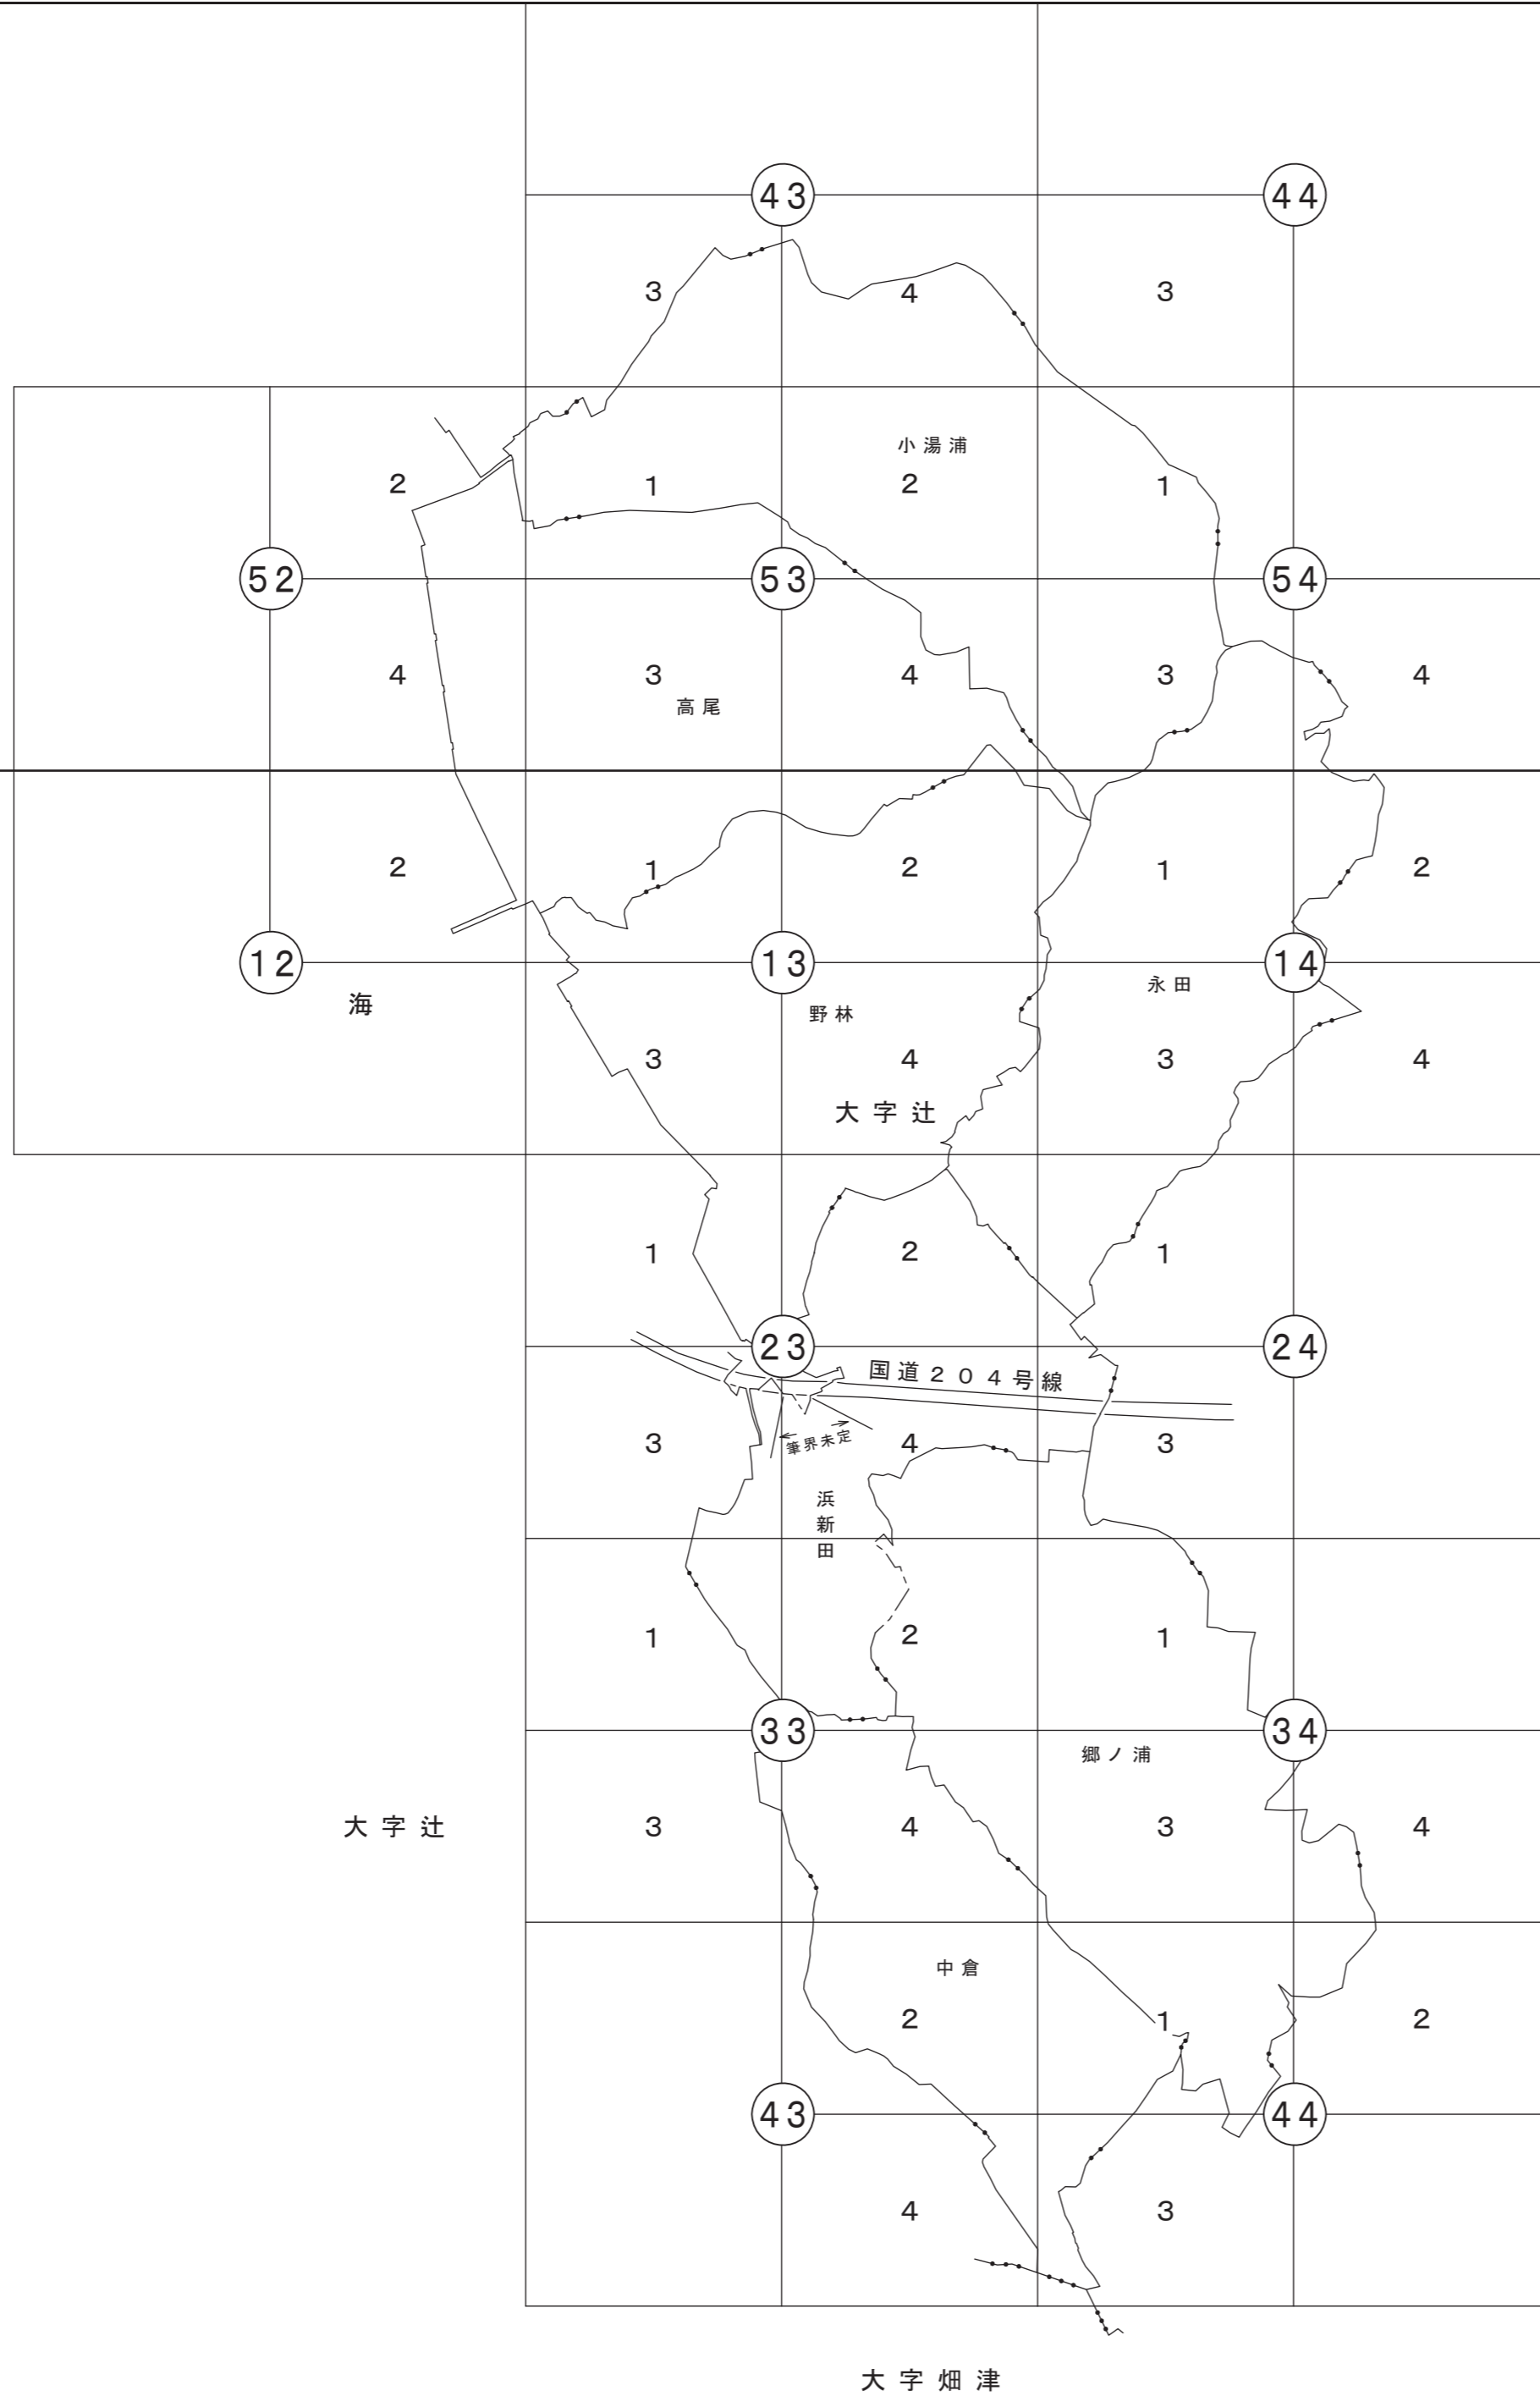 43 44
3 4 3
小湯浦
2 1 2 1
52 53 54
4 3 4 3 4
高尾
2 1 2 1 2
12 13 14
海 野林 永田
3 4 3 4
大字辻
1 2 1
23 24
国道204号線
筆界未定
3 4 3
浜新田
1 2 1
33 34
郷ノ浦
大字辻 3 4 3 4
中倉
2 1 2
43 44
4 3
大字畑津